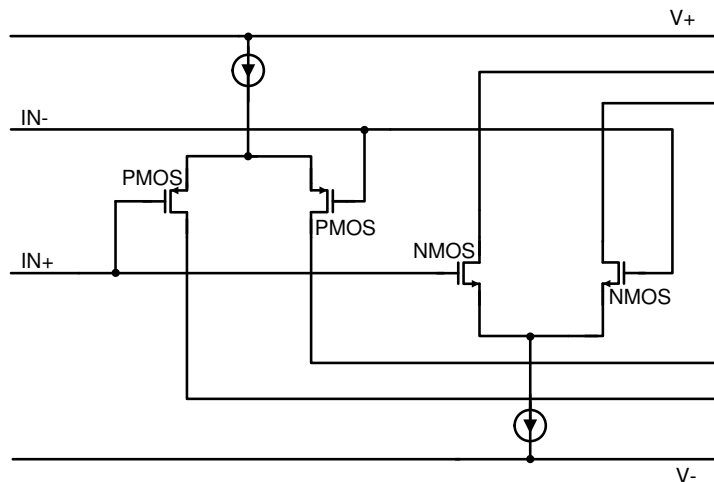 V+
IN-
PMOS
PMOS
IN+
NMOS
NMOS
V-